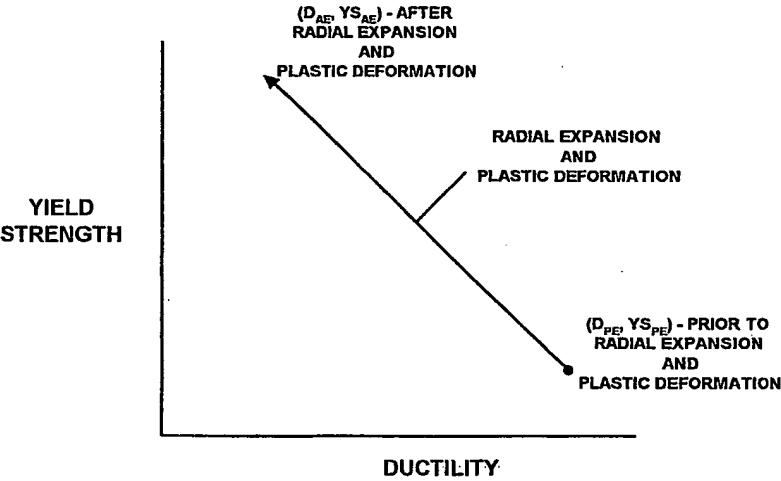 (D_AE, YS_AE) - AFTER
RADIAL EXPANSION
AND
PLASTIC DEFORMATION
RADIAL EXPANSION
AND
PLASTIC DEFORMATION
YIELD
STRENGTH
(D_PE, YS_PE) - PRIOR TO
RADIAL EXPANSION
AND
PLASTIC DEFORMATION
DUCTILITY